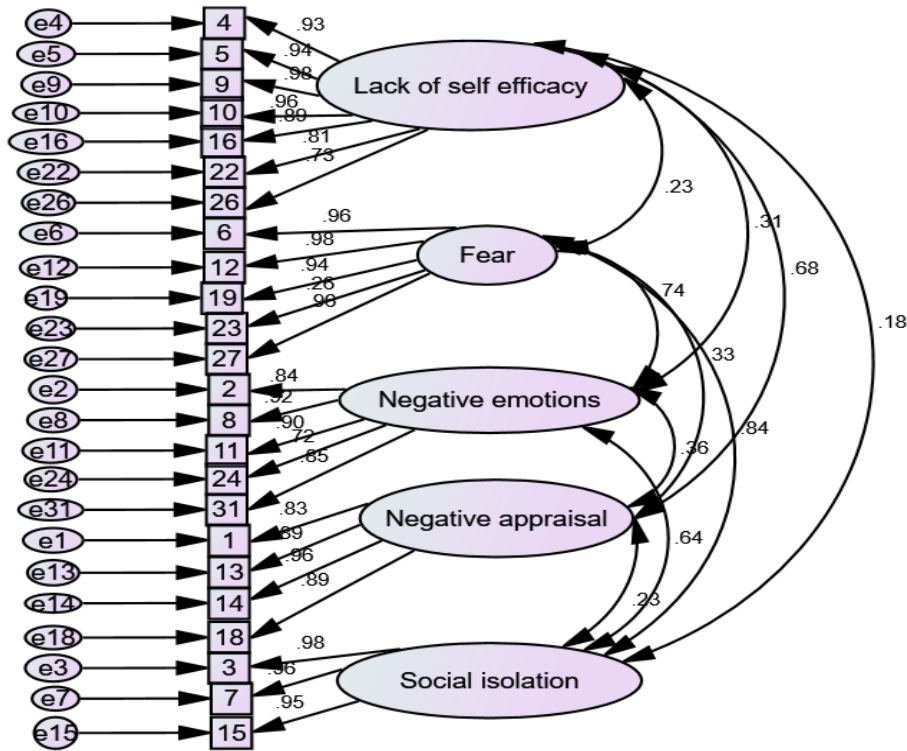 e4 4 .93
e5 5 .94
e9 9 .98
Lack of self efficacy
e10 10 .96
.89
e16 16 .81
e22 22 .73
e26 26
.23
e6 6 .96
.31
e12 12 .98
Fear
.68
e19 19 .94
.26
74
e23 23 .96
.18
e27 27
33
e2 2 .84
.92
Negative emotions
e8 8 .90
e11 11 .72
.84
e24 24 .85
.36
e31 31 .83
Negative appraisal
e1 1 .89
.64
e13 13 .96
e14 14 .89
.23
e18 18
e3 3 .98
Social isolation
e7 7 .96
e15 15 .95